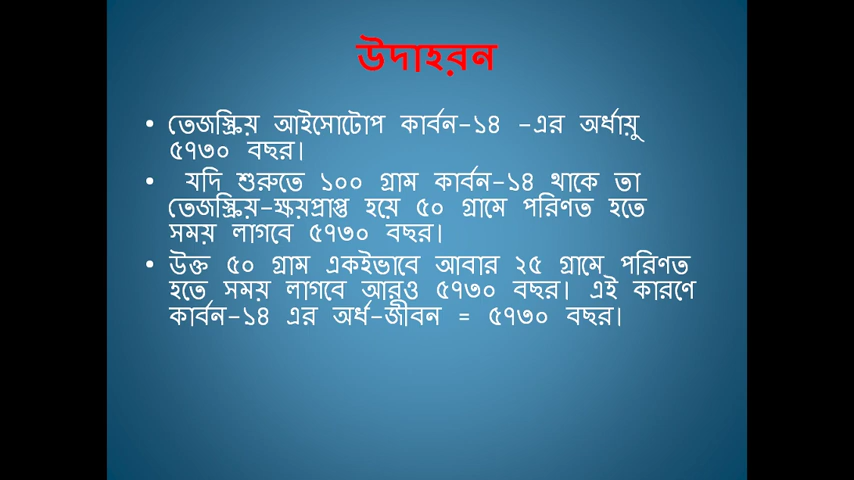 উদাহরন
• তেজস্ক্রিয় আইসোটোপ কার্বন-১৪ -এর অর্ধায়ু
৫৭৩০ বছর।
• যদি শুরুতে ১০০ গ্রাম কার্বন-১৪ থাকে তা
তেজস্ক্রিয়-ক্ষয়প্রাপ্ত হয়ে ৫০ গ্রামে পরিণত হতে
সময় লাগবে ৫৭৩০ বছর।
• উক্ত ৫০ গ্রাম একইভাবে আবার ২৫ গ্রামে পরিণত
হতে সময় লাগবে আরও ৫৭৩০ বছর। এই কারণে
কার্বন-১৪ এর অর্ধ-জীবন = ৫৭৩০ বছর।